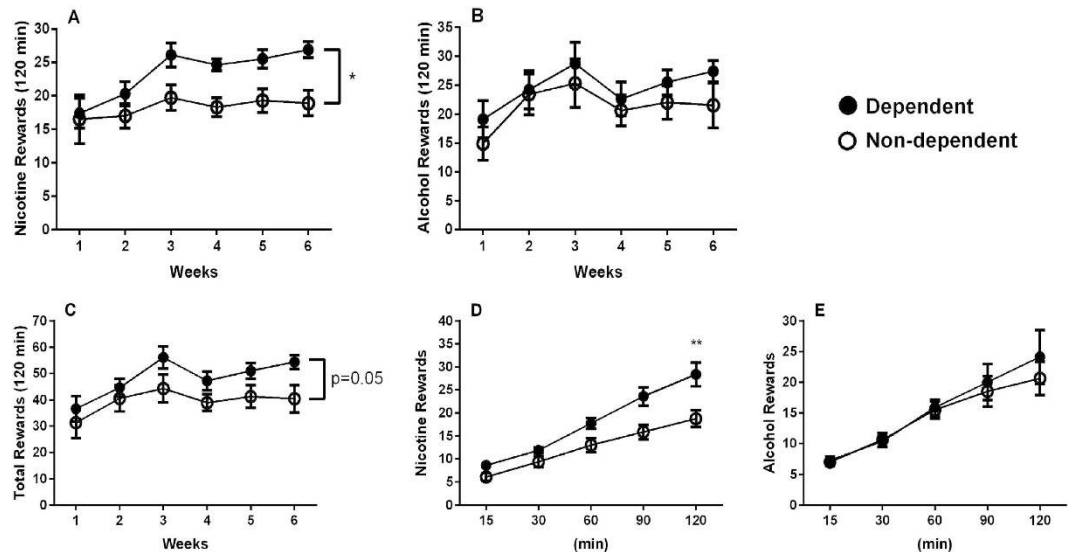 A
Nicotine Rewards (120 min)
30
25
20
15
10
5
0
1 2 3 4 5 6
Weeks
*
B
Alcohol Rewards (120 min)
35
30
25
20
15
10
5
0
1 2 3 4 5 6
Weeks
Dependent
Non-dependent
C
Total Rewards (120 min)
70
60
50
40
30
20
10
0
1 2 3 4 5 6
Weeks
p=0.05
D
Nicotine Rewards
40
35
30
25
20
15
10
5
0
15 30 60 90 120
(min)
**
E
Alcohol Rewards
30
25
20
15
10
5
0
15 30 60 90 120
(min)